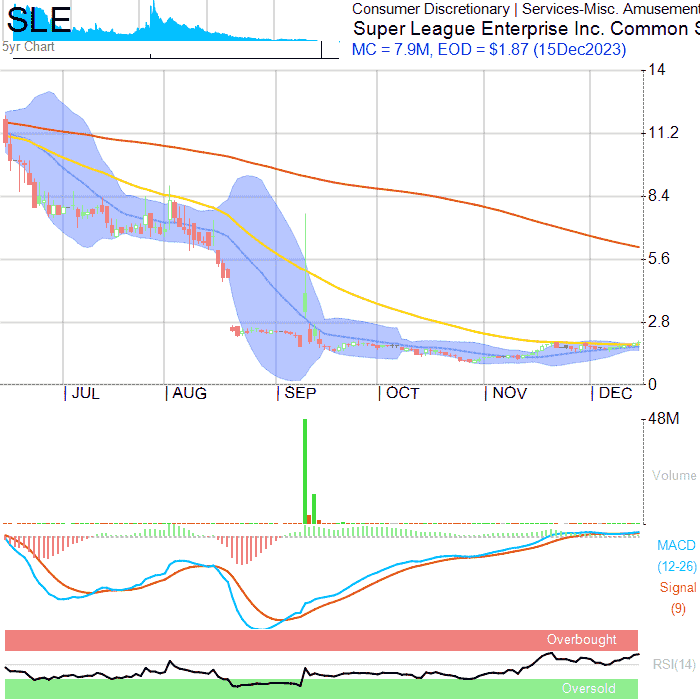 SLE
5yr Chart
Consumer Discretionary | Services-Misc. Amusement
Super League Enterprise Inc. Common S
MC = 7.9M, EOD = $1.87 (15Dec2023)
14
11.2
8.4
5.6
2.8
0
JUL AUG SEP OCT NOV DEC
48M
Volume
MACD
(12-26)
Signal
(9)
Overbought
RSI(14)
Oversold